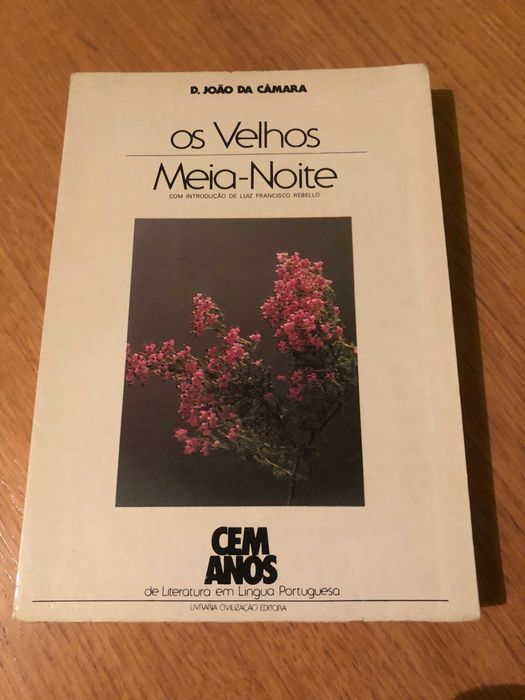 D. JOÃO DA CÂMARA
os Velhos
Meia-Noite
COM INTRODUÇÃO DE LUIZ FRANCISCO REBELLO
CEM
ANOS
de Literatura em Língua Portuguesa
LIVRARIA CIVILIZAÇÃO EDITORA